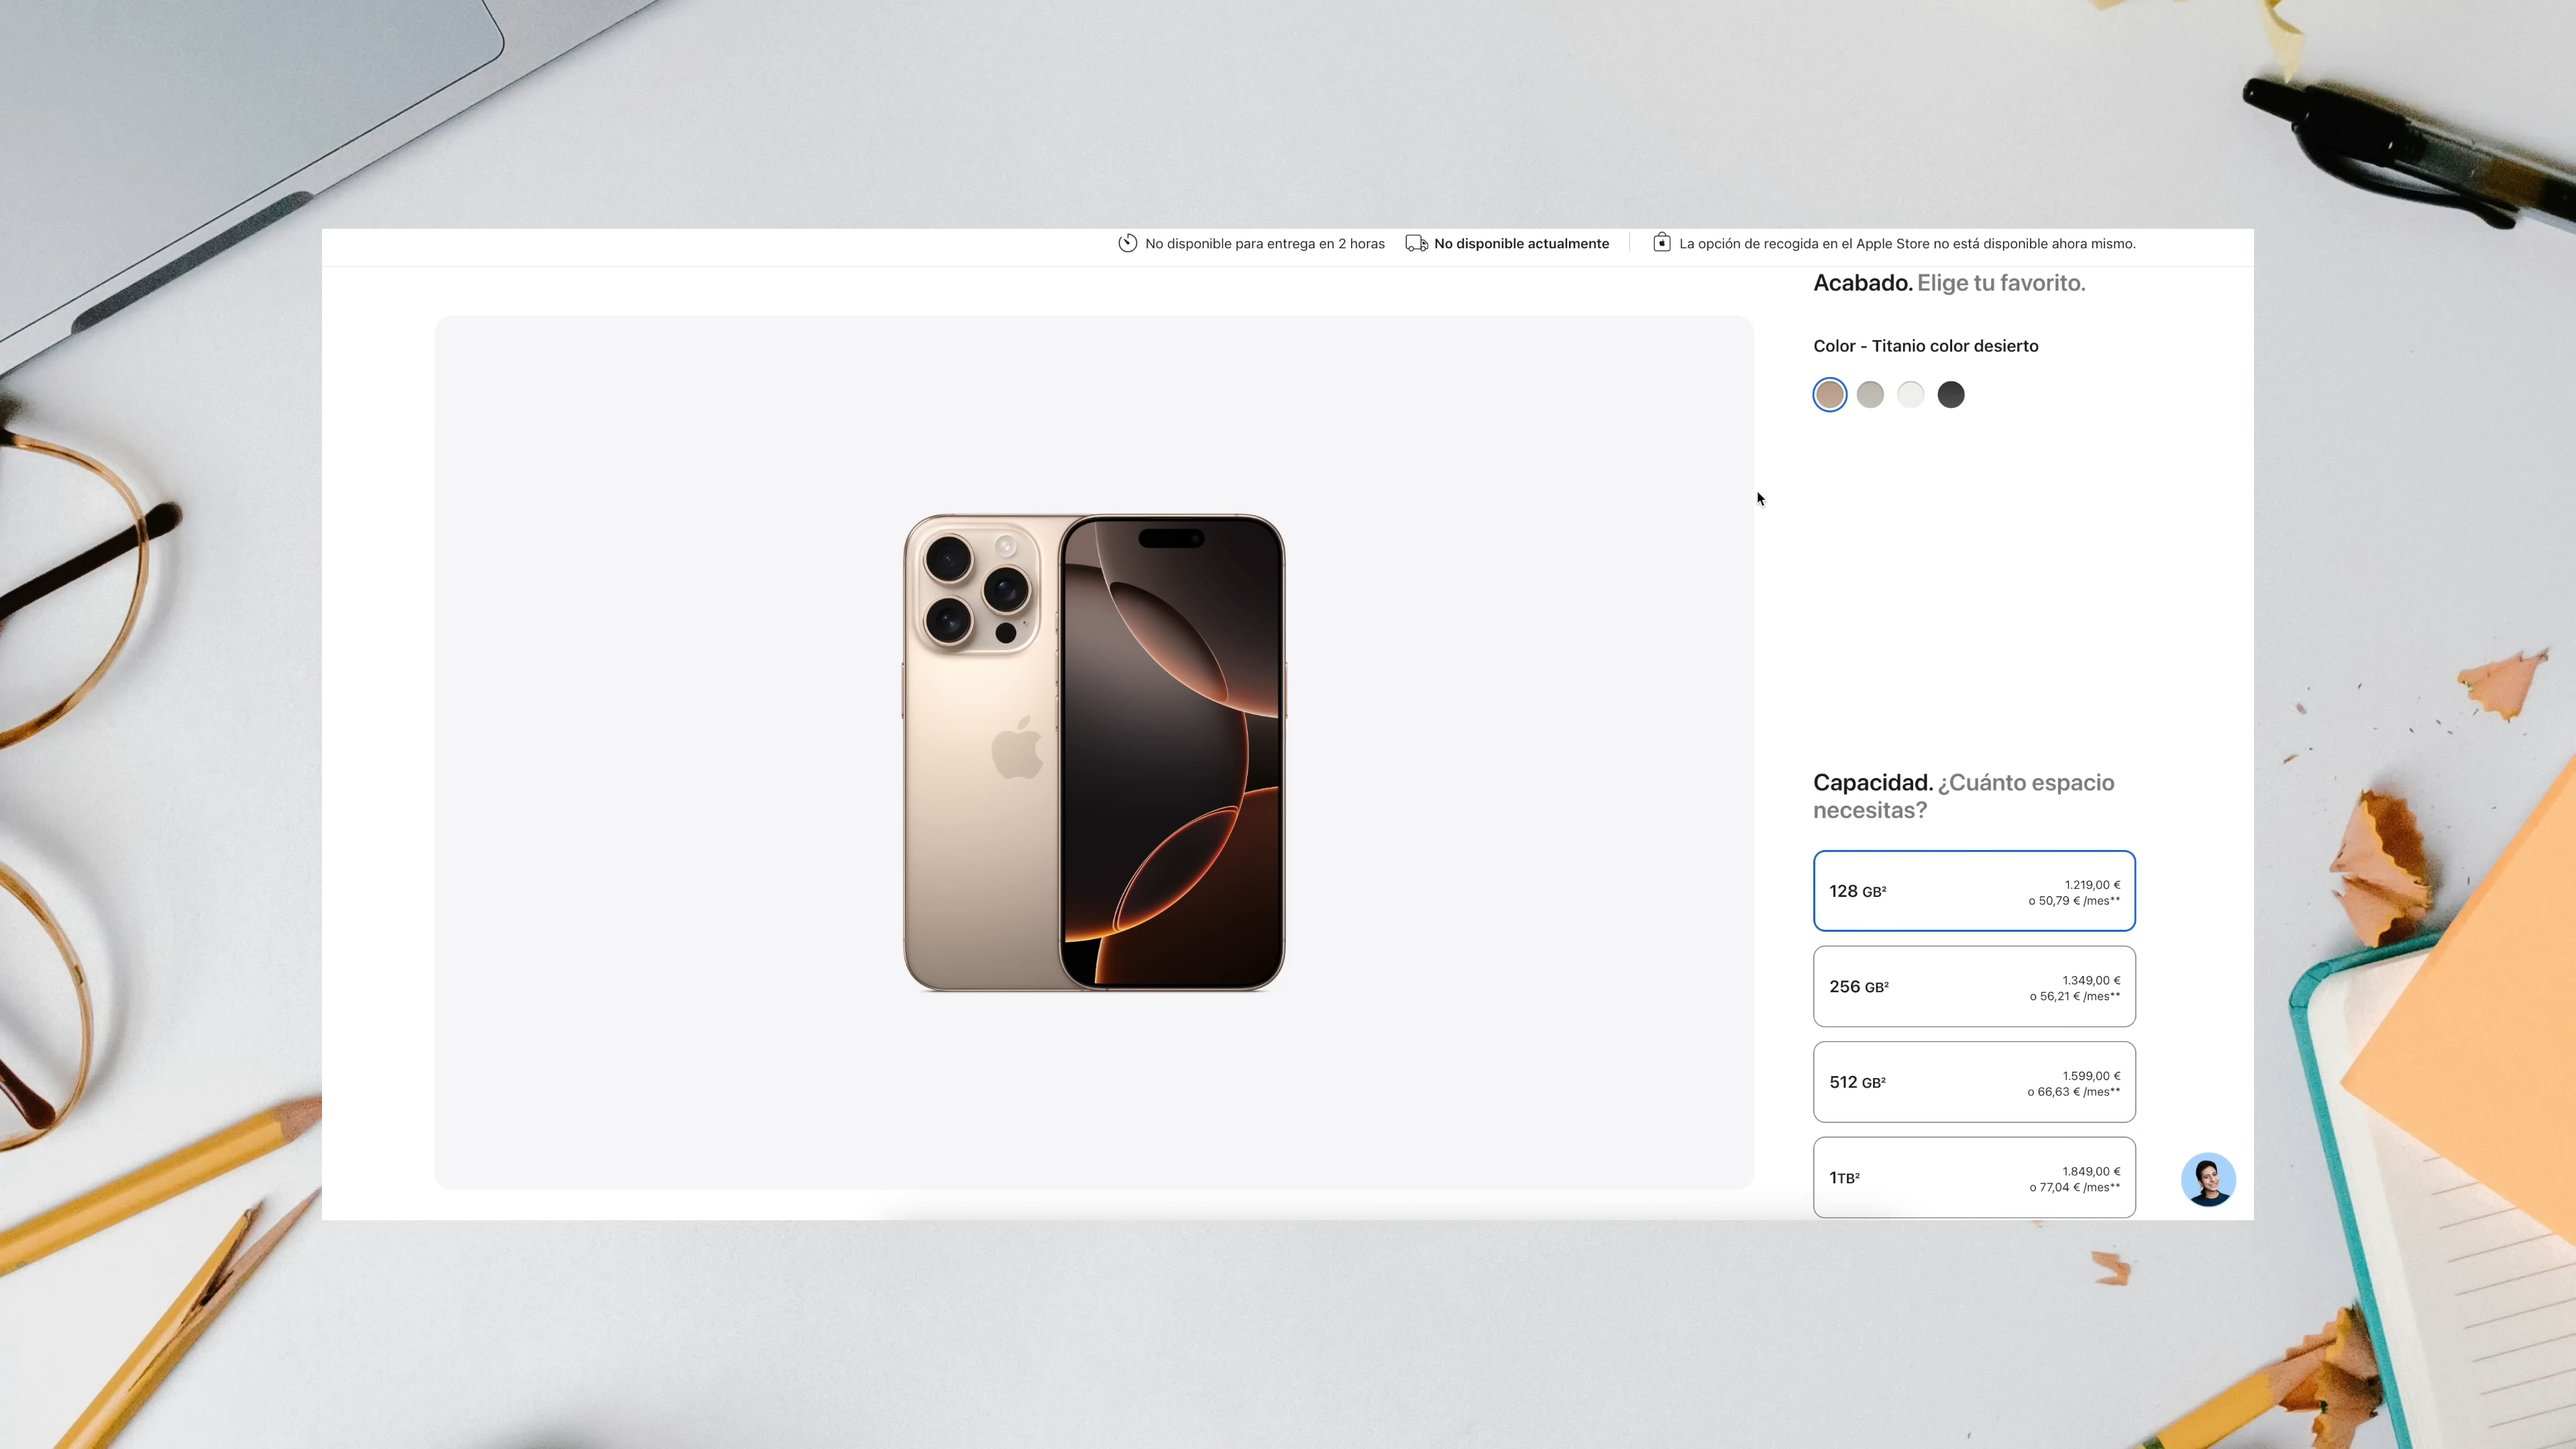 No disponible para entrega en 2 horas
No disponible actualmente
La opción de recogida en el Apple Store no está disponible ahora mismo.
Acabado. Elige tu favorito.
Color - Titanio color desierto
Capacidad. ¿Cuánto espacio
necesitas?
128 GB²
1.219,00 €
o 50,79 € /mes**
256 GB²
1.349,00 €
o 56,21 € /mes**
512 GB²
1.599,00 €
o 66,63 € /mes**
1TB²
1.849,00 €
o 77,04 € /mes**